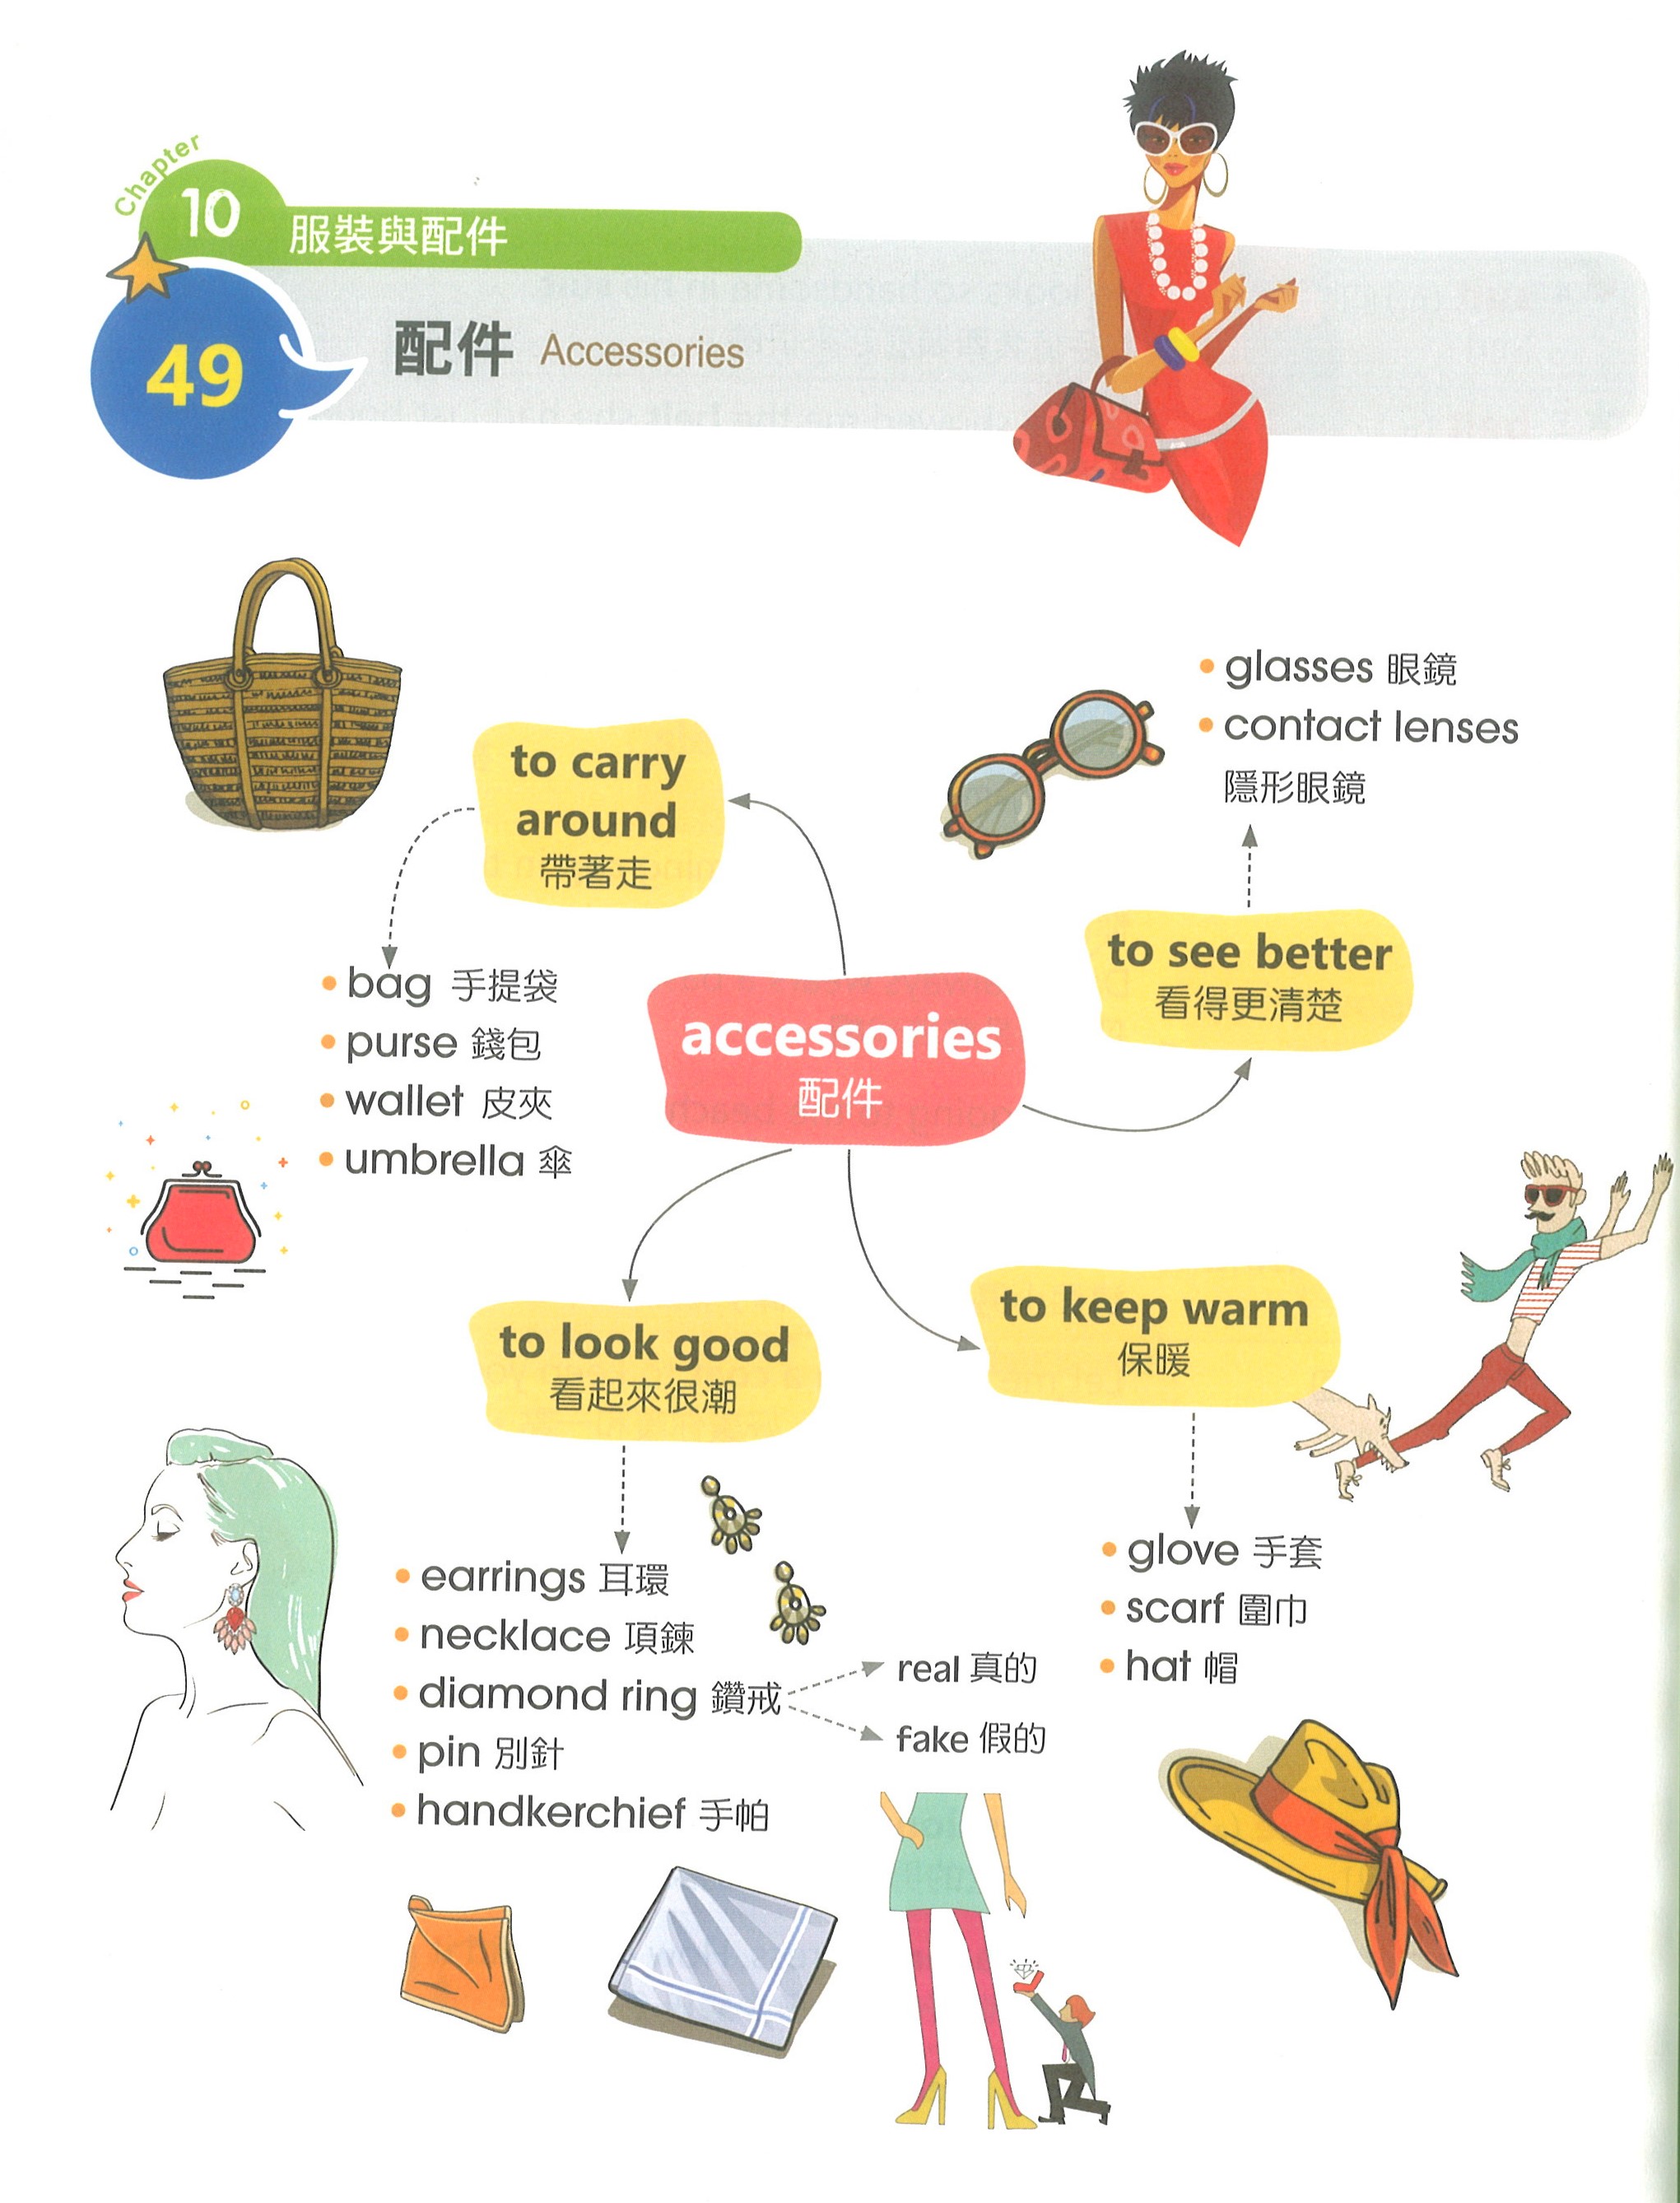 Chapter
10 服裝與配件
49 配件 Accessories
to carry
around
帶著走
bag 手提袋
purse 錢包
wallet 皮夾
umbrella 傘
glasses 眼鏡
contact lenses
隱形眼鏡
to see better
看得更清楚
accessories
配件
to look good
看起來很潮
earrings 耳環
necklace 項鍊
diamond ring 鑽戒
real 真的
fake 假的
pin 別針
handkerchief 手帕
to keep warm
保暖
glove 手套
scarf 圍巾
hat 帽